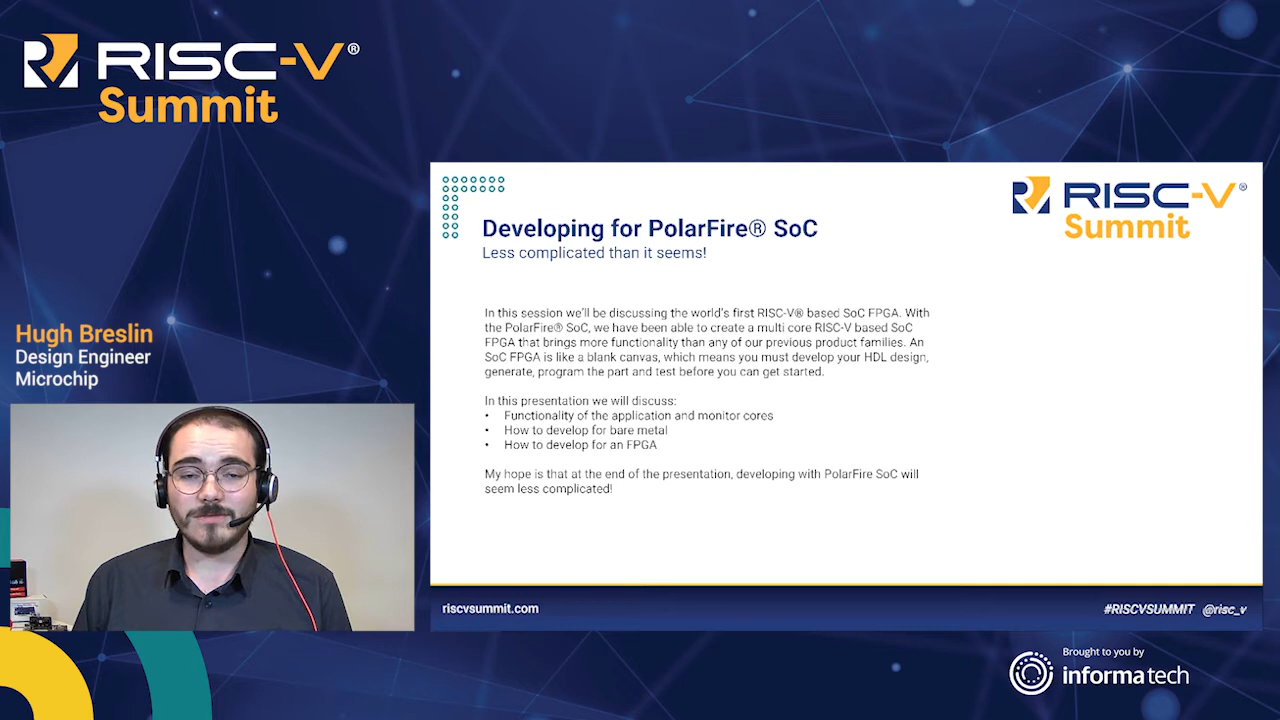 RISC-V®
Summit
Hugh Breslin
Design Engineer
Microchip
RISC-V®
Summit
Developing for PolarFire® SoC
Less complicated than it seems!
In this session we'll be discussing the world's first RISC-V® based SoC FPGA. With
the PolarFire® SoC, we have been able to create a multi core RISC-V based SoC
FPGA that brings more functionality than any of our previous product families. An
SoC FPGA is like a blank canvas, which means you must develop your HDL design,
generate, program the part and test before you can get started.
In this presentation we will discuss:
• Functionality of the application and monitor cores
• How to develop for bare metal
• How to develop for an FPGA
My hope is that at the end of the presentation, developing with PolarFire SoC will
seem less complicated!
riscvsummit.com
#RISCVSUMMIT @risc_v
Brought to you by
informa tech